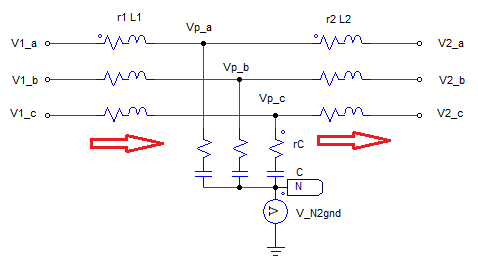 r1 L1
r2 L2
Vp_a
V1_a
V2_a
Vp_b
V1_b
V2_b
Vp_c
V1_c
V2_c
rC
C
N
V
V_N2gnd